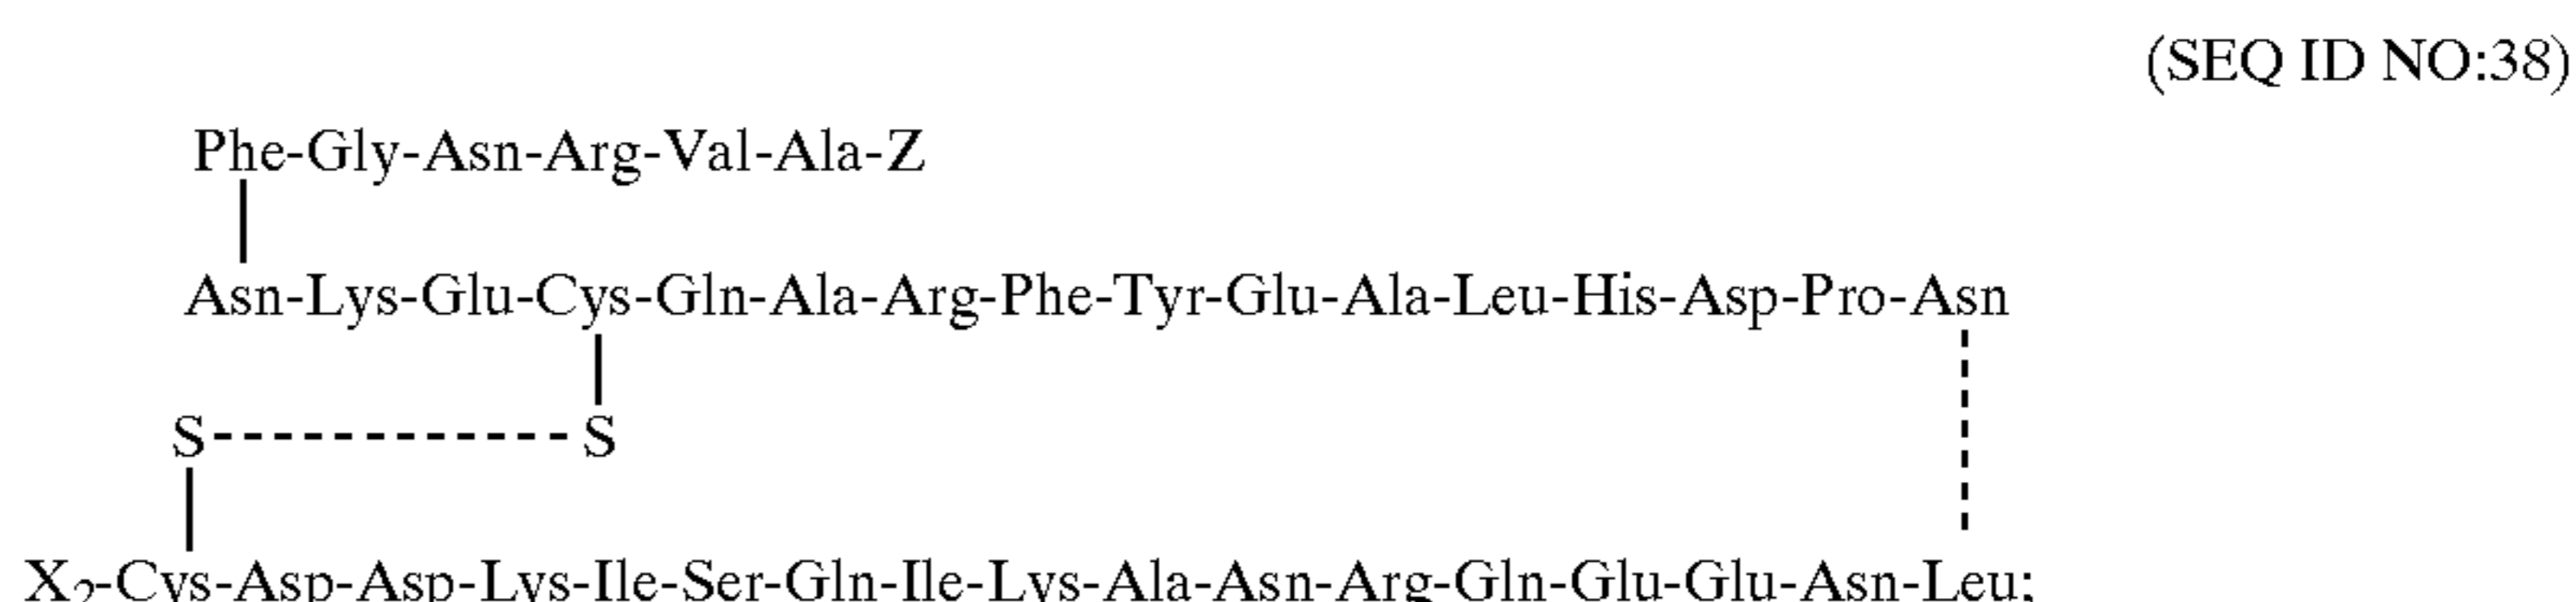 (SEQ ID NO:38)
Phe-Gly-Asn-Arg-Val-Ala-Z
Asn-Lys-Glu-Cys-Gln-Ala-Arg-Phe-Tyr-Glu-Ala-Leu-His-Asp-Pro-Asn
S------------S
X₂-Cys-Asp-Asp-Lys-Ile-Ser-Gln-Ile-Lys-Ala-Asn-Arg-Gln-Glu-Glu-Asn-Leu;